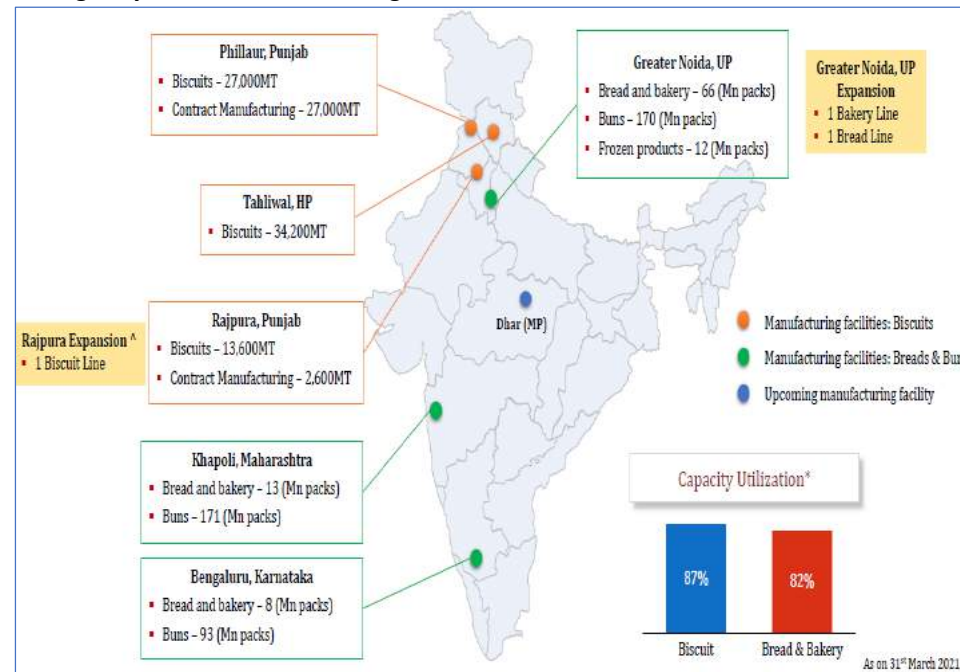 Phillaur, Punjab
▪ Biscuits – 27,000MT
▪ Contract Manufacturing – 27,000MT
Greater Noida, UP
▪ Bread and bakery – 66 (Mn packs)
▪ Buns – 170 (Mn packs)
▪ Frozen products – 12 (Mn packs)
Greater Noida, UP
Expansion
▪ 1 Bakery Line
▪ 1 Bread Line
Tahliwal, HP
▪ Biscuits – 34,200MT
Rajpura Expansion ^
▪ 1 Biscuit Line
Rajpura, Punjab
▪ Biscuits – 13,600MT
▪ Contract Manufacturing – 2,600MT
Dhar (MP)
Manufacturing facilities: Biscuits
Manufacturing facilities: Breads & Bun
Upcoming manufacturing facility
Khapoli, Maharashtra
▪ Bread and bakery – 13 (Mn packs)
▪ Buns – 171 (Mn packs)
Bengaluru, Karnataka
▪ Bread and bakery – 8 (Mn packs)
▪ Buns – 93 (Mn packs)
Capacity Utilization*
87%
82%
Biscuit
Bread & Bakery
As on 31st March 2021